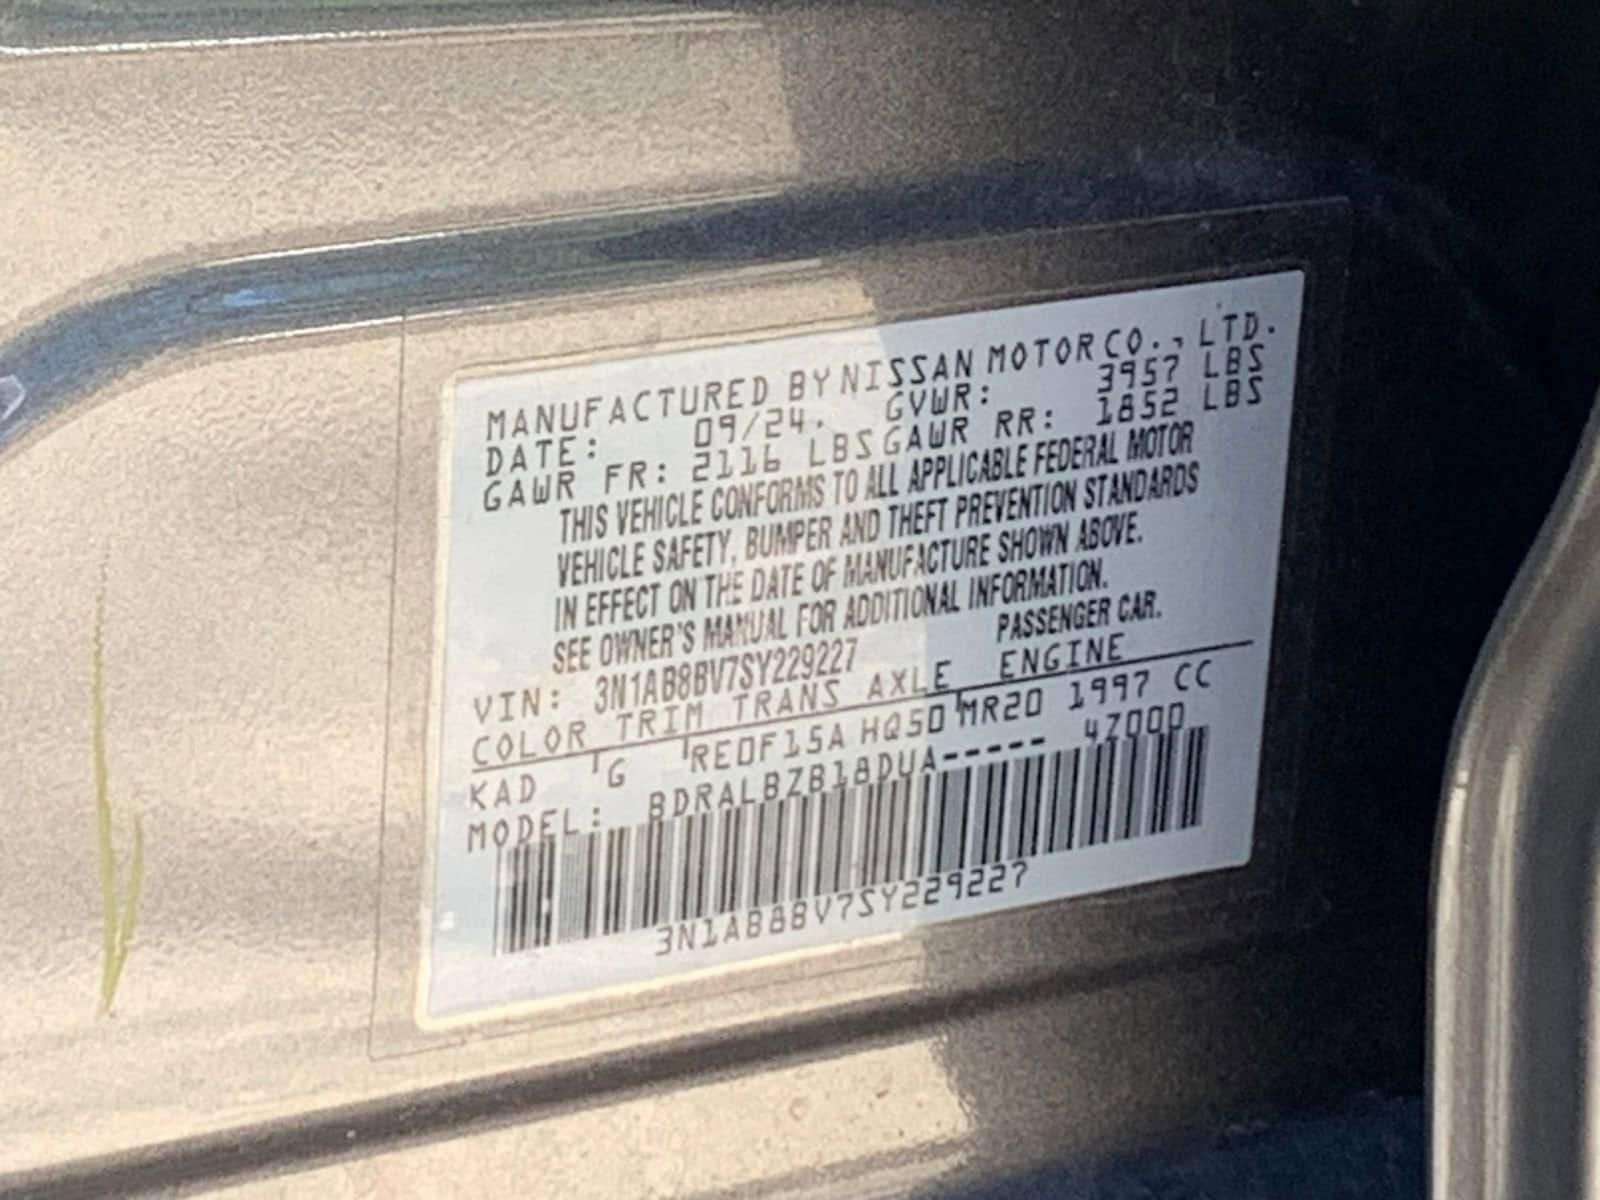 MANUFACTURED BY NISSAN MOTOR CO., LTD.
DATE: 09/24. GVWR: 3957 LBS
GAWR FR: 2116 LBS GAWR RR: 1852 LBS
THIS VEHICLE CONFORMS TO ALL APPLICABLE FEDERAL MOTOR
VEHICLE SAFETY, BUMPER AND THEFT PREVENTION STANDARDS
IN EFFECT ON THE DATE OF MANUFACTURE SHOWN ABOVE.
SEE OWNER'S MANUAL FOR ADDITIONAL INFORMATION.
VIN: 3N1AB8BV7SY229227 PASSENGER CAR.
COLOR TRIM TRANS AXLE ENGINE
KAD G RE0F15A HQ50 MR20 1997 CC
MODEL: BDRALBZB18DUA----- 4Z00D
3N1AB8BV7SY229227